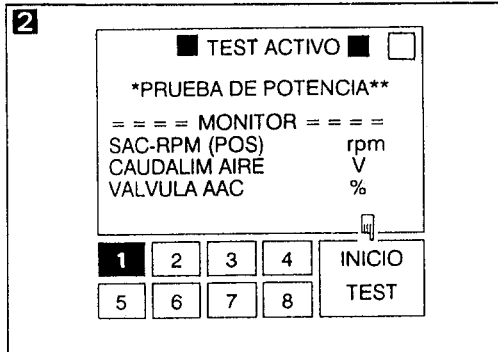 2
TEST ACTIVO
*PRUEBA DE POTENCIA**
= = = = MONITOR = = = =
SAC-RPM (POS) rpm
CAUDALIM AIRE V
VALVULA AAC %
1 2 3 4 INICIO
5 6 7 8 TEST